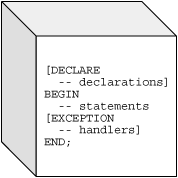 [DECLARE
  -- declarations]
BEGIN
  -- statements
[EXCEPTION
  -- handlers]
END;